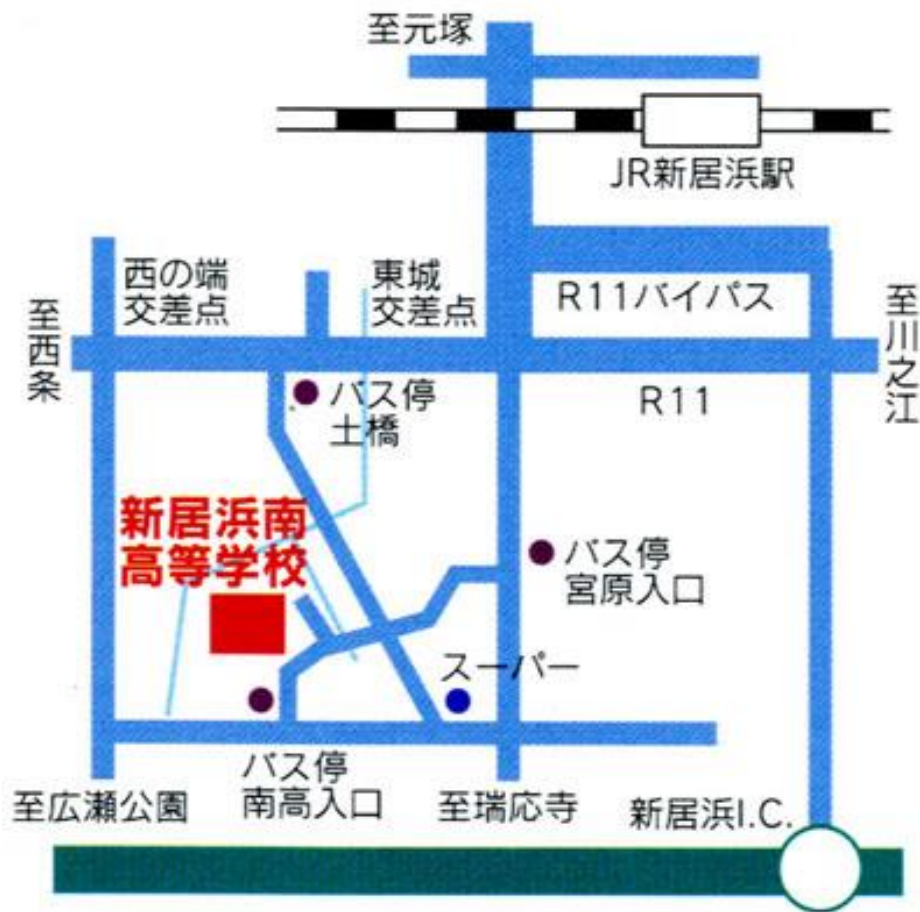 至元塚
JR新居浜駅
西の端
交差点
東城
交差点
R11バイパス
至西条
至川之江
バス停
土橋
R11
新居浜南
高等学校
バス停
宮原入口
スーパー
バス停
南高入口
至広瀬公園
至瑞応寺
新居浜I.C.